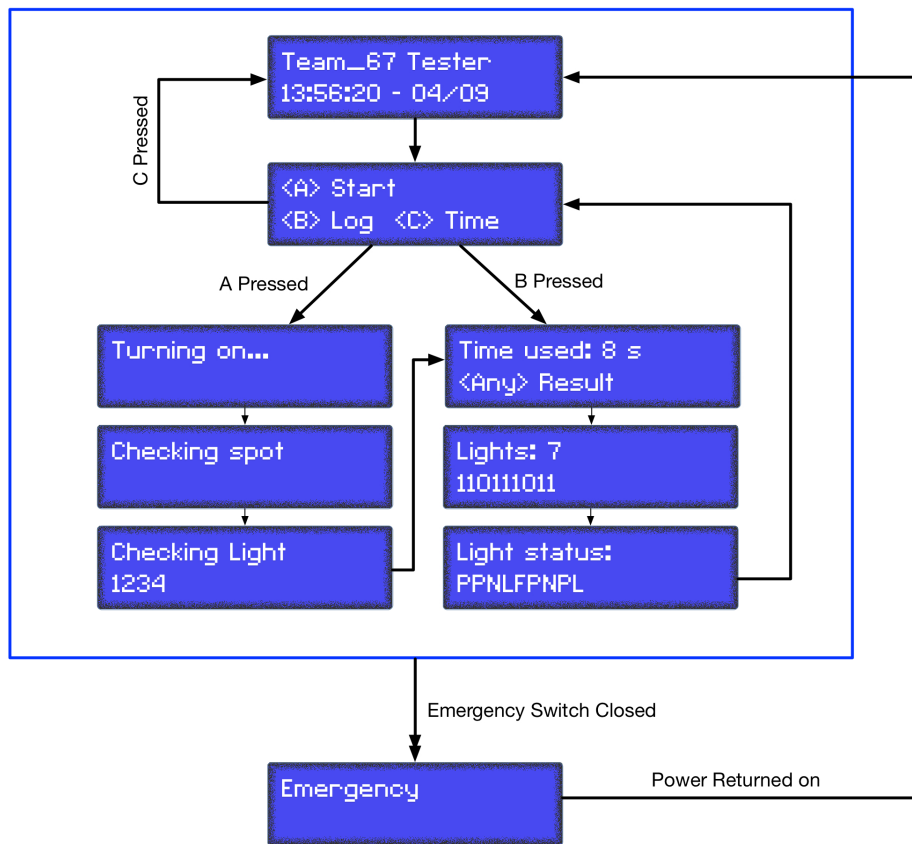 Team_67 Tester
13:56:20 - 04/09
C Pressed
<A> Start
<B> Log <C> Time
A Pressed
B Pressed
Turning on...
Time used: 8 s
<Any> Result
Checking spot
Lights: 7
110111011
Checking Light
1234
Light status:
PPNLFPNPL
Emergency Switch Closed
Emergency
Power Returned on